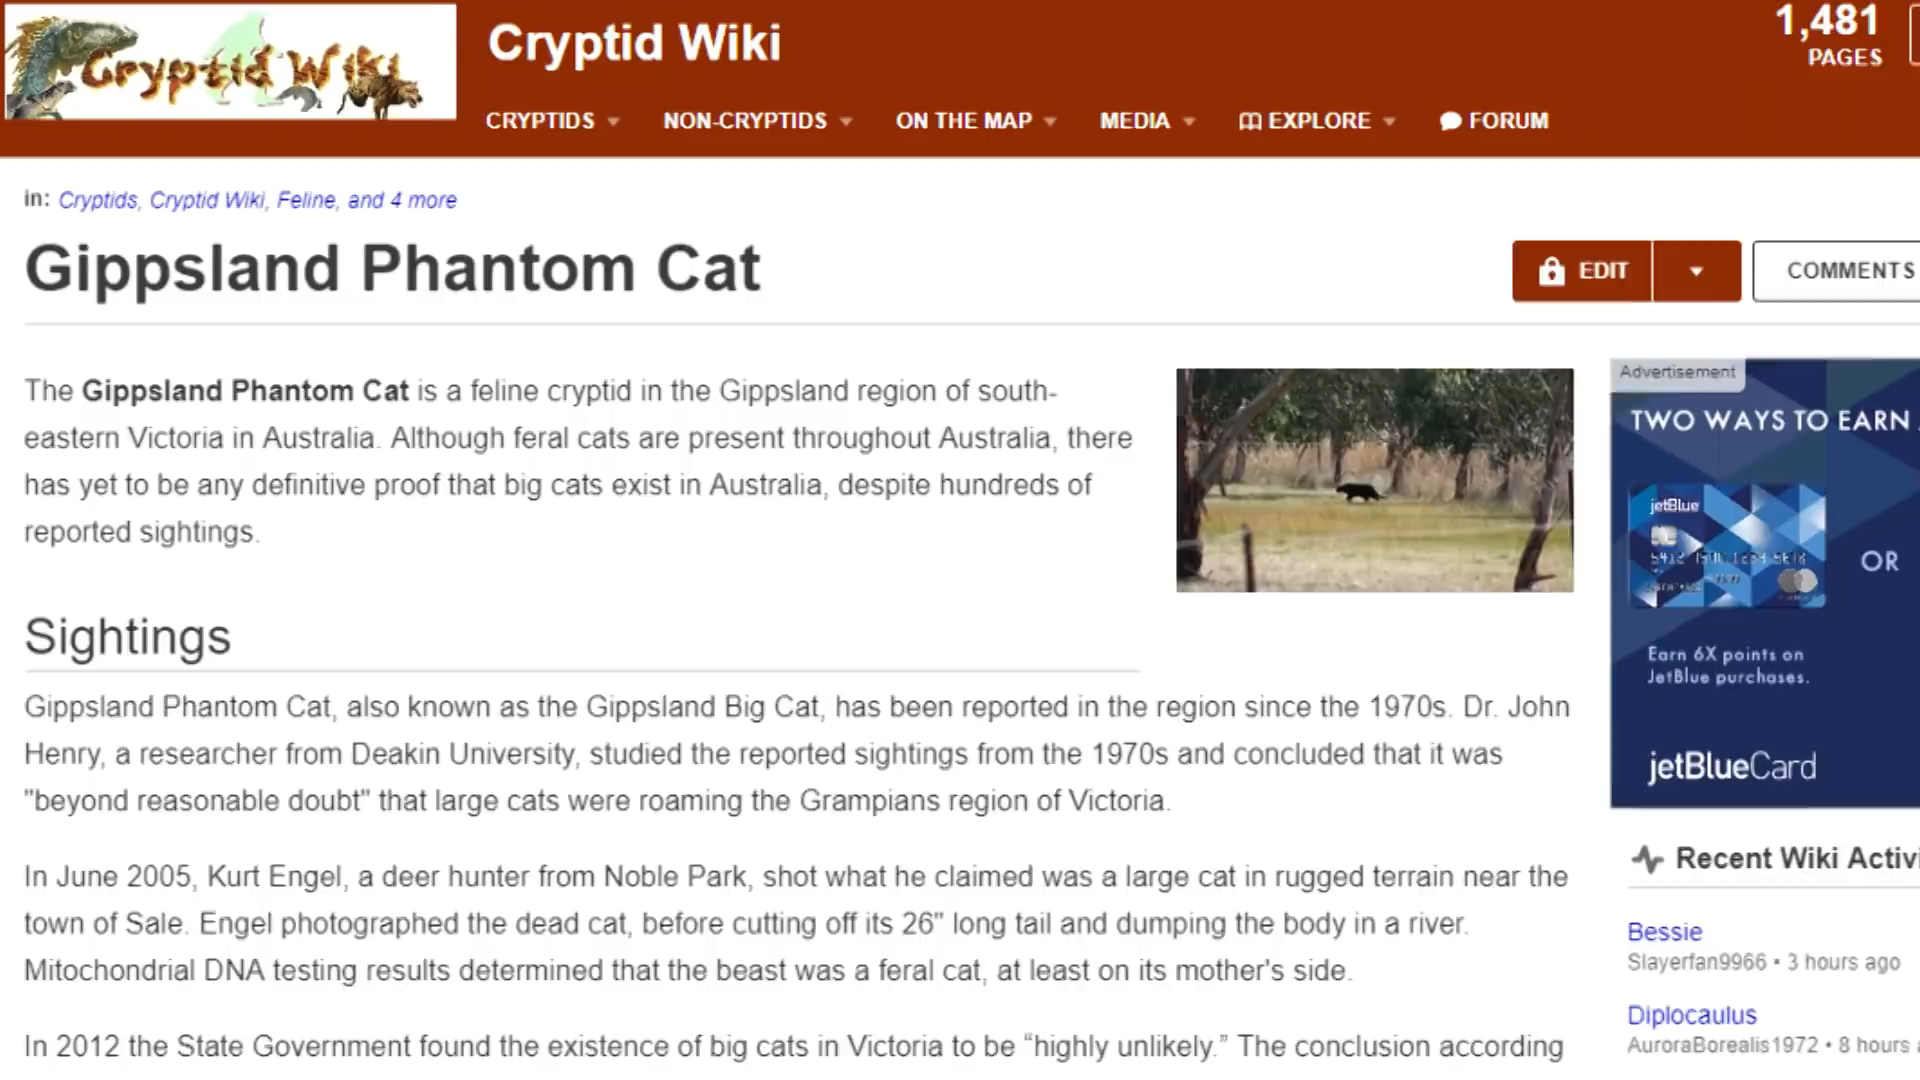 Cryptid Wiki
Cryptid Wiki
1,481
PAGES
CRYPTIDS
NON-CRYPTIDS
ON THE MAP
MEDIA
EXPLORE
FORUM
in: Cryptids, Cryptid Wiki, Feline, and 4 more
Gippsland Phantom Cat
EDIT
COMMENTS
The Gippsland Phantom Cat is a feline cryptid in the Gippsland region of south-
eastern Victoria in Australia. Although feral cats are present throughout Australia, there
has yet to be any definitive proof that big cats exist in Australia, despite hundreds of
reported sightings.
Sightings
Gippsland Phantom Cat, also known as the Gippsland Big Cat, has been reported in the region since the 1970s. Dr. John
Henry, a researcher from Deakin University, studied the reported sightings from the 1970s and concluded that it was
"beyond reasonable doubt" that large cats were roaming the Grampians region of Victoria.
In June 2005, Kurt Engel, a deer hunter from Noble Park, shot what he claimed was a large cat in rugged terrain near the
town of Sale. Engel photographed the dead cat, before cutting off its 26" long tail and dumping the body in a river.
Mitochondrial DNA testing results determined that the beast was a feral cat, at least on its mother's side.
In 2012 the State Government found the existence of big cats in Victoria to be “highly unlikely.” The conclusion according
Advertisement
TWO WAYS TO EARN
jetBlue
OR
Earn 6X points on
JetBlue purchases.
jetBlueCard
Recent Wiki Activi
Bessie
Slayerfan9966 • 3 hours ago
Diplocaulus
AuroraBorealis1972 • 8 hours